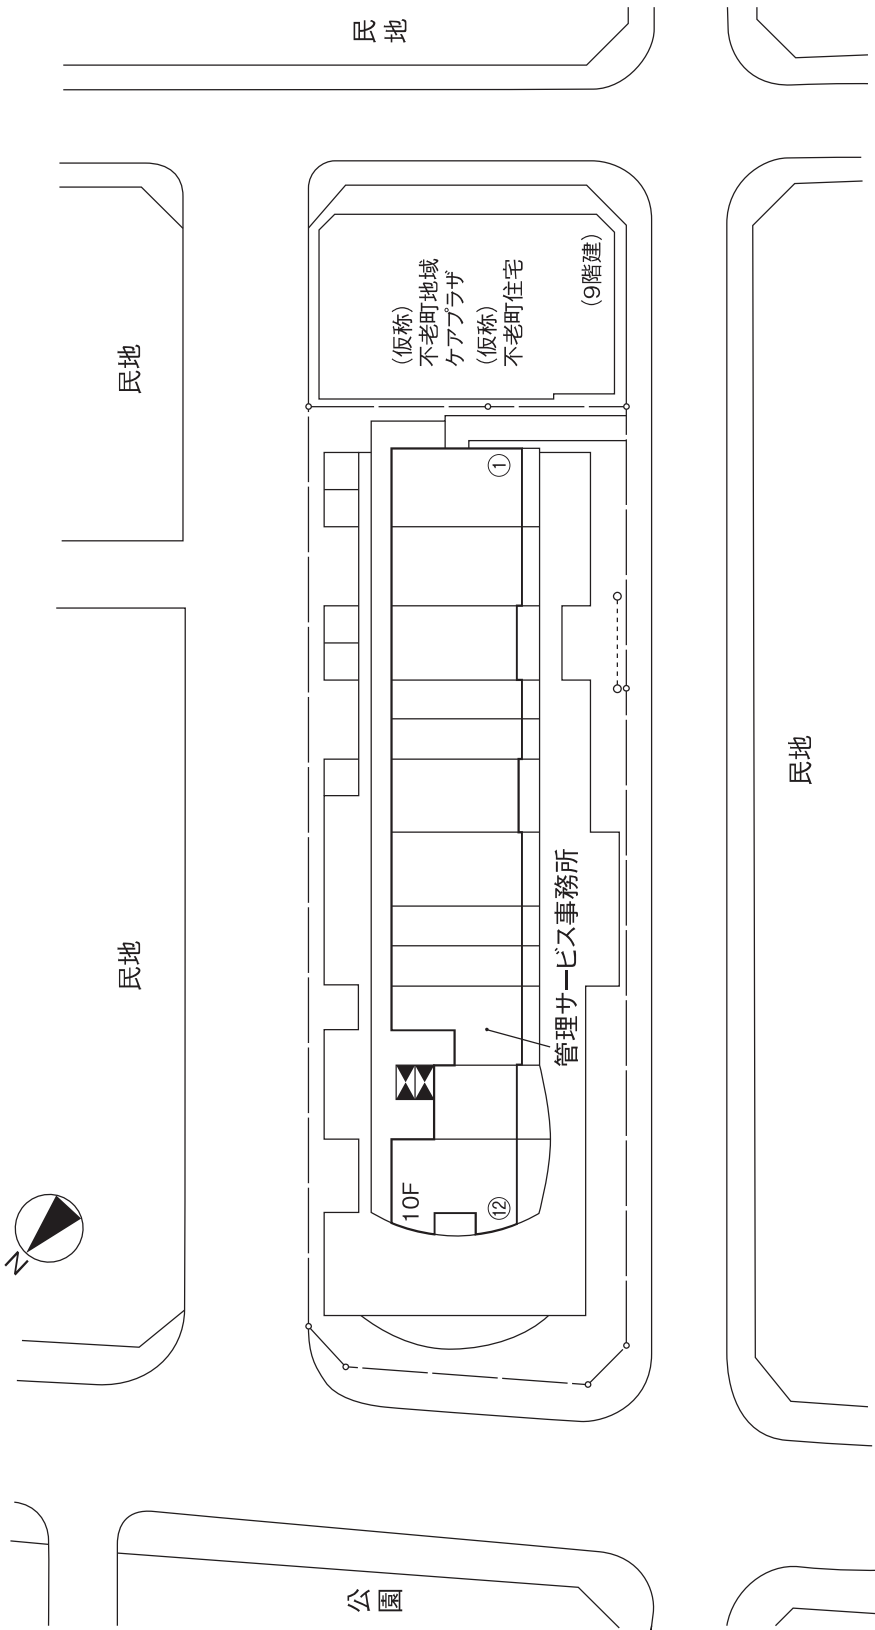 民地
民地
(仮称)
不老町地域
ケアプラザ
(仮称)
不老町住宅
(9階建)
①
民地
民地
管理サービス事務所
10F
⑫
N
公園